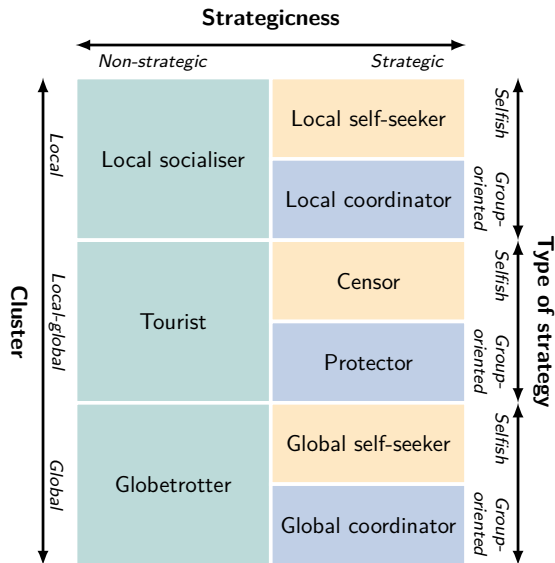 Strategicness
Non-strategic
Strategic
Cluster
Local
Local-global
Global
Local socialiser
Local self-seeker
Local coordinator
Tourist
Censor
Protector
Globetrotter
Global self-seeker
Global coordinator
Selfish
Group-
oriented
Selfish
Group-
oriented
Selfish
Group-
oriented
Type of strategy